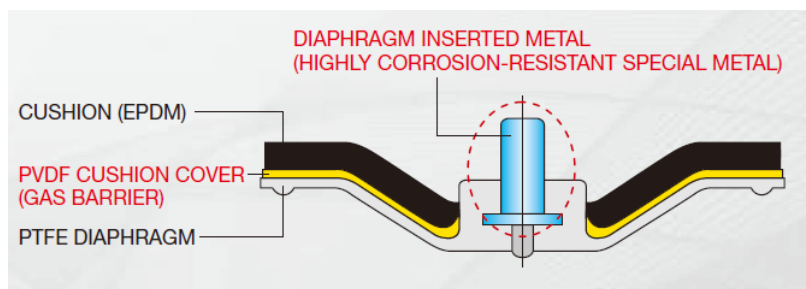 DIAPHRAGM INSERTED METAL
(HIGHLY CORROSION-RESISTANT SPECIAL METAL)
CUSHION (EPDM)
PVDF CUSHION COVER
(GAS BARRIER)
PTFE DIAPHRAGM